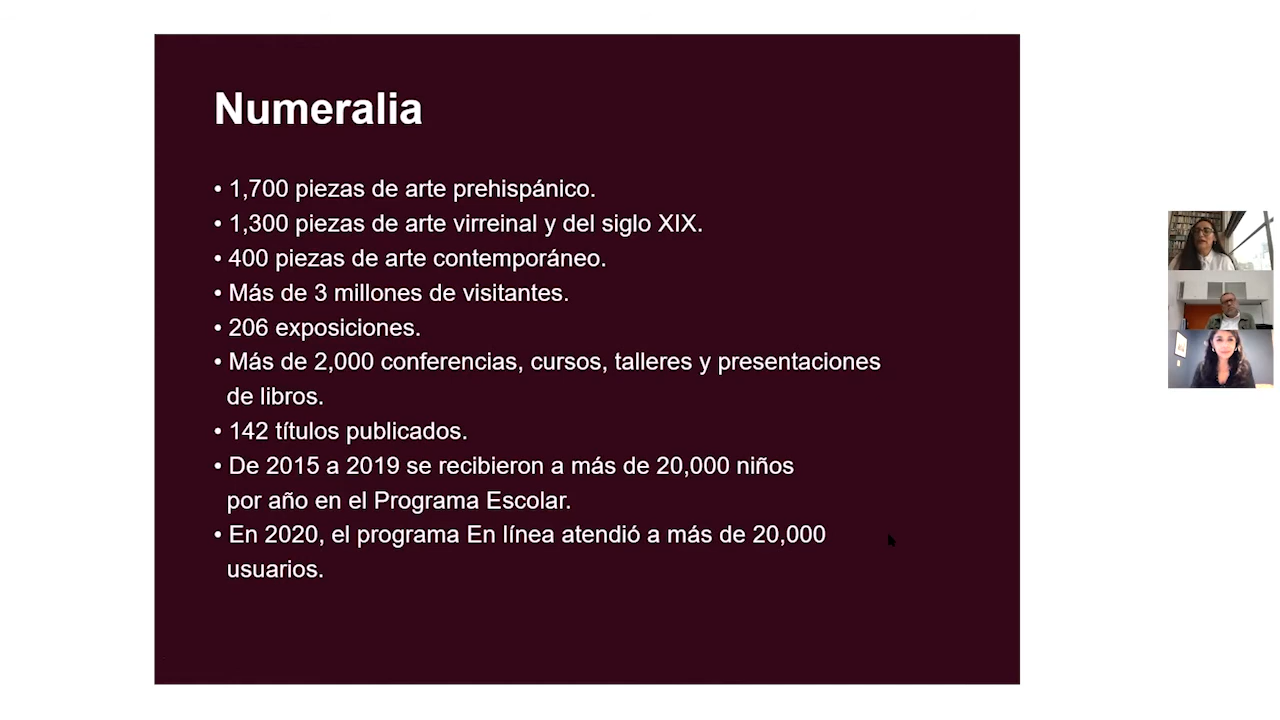 Numeralia
• 1,700 piezas de arte prehispánico.
• 1,300 piezas de arte virreinal y del siglo XIX.
• 400 piezas de arte contemporáneo.
• Más de 3 millones de visitantes.
• 206 exposiciones.
• Más de 2,000 conferencias, cursos, talleres y presentaciones
de libros.
• 142 títulos publicados.
• De 2015 a 2019 se recibieron a más de 20,000 niños
por año en el Programa Escolar.
• En 2020, el programa En línea atendió a más de 20,000
usuarios.